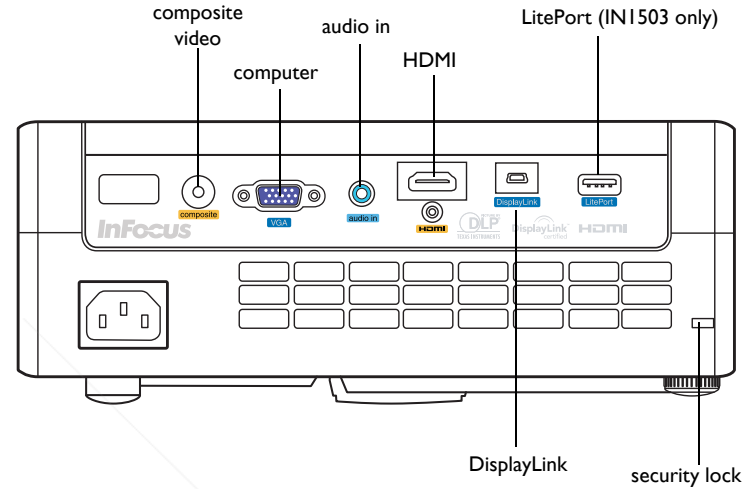 composite
video
audio in
LitePort (IN1503 only)
computer
HDMI
composite
VGA
audio in
HDMI
DisplayLink
LitePort
InFocus
DLP
TEXAS INSTRUMENTS
DisplayLink
certified
HDMI
DisplayLink
security lock